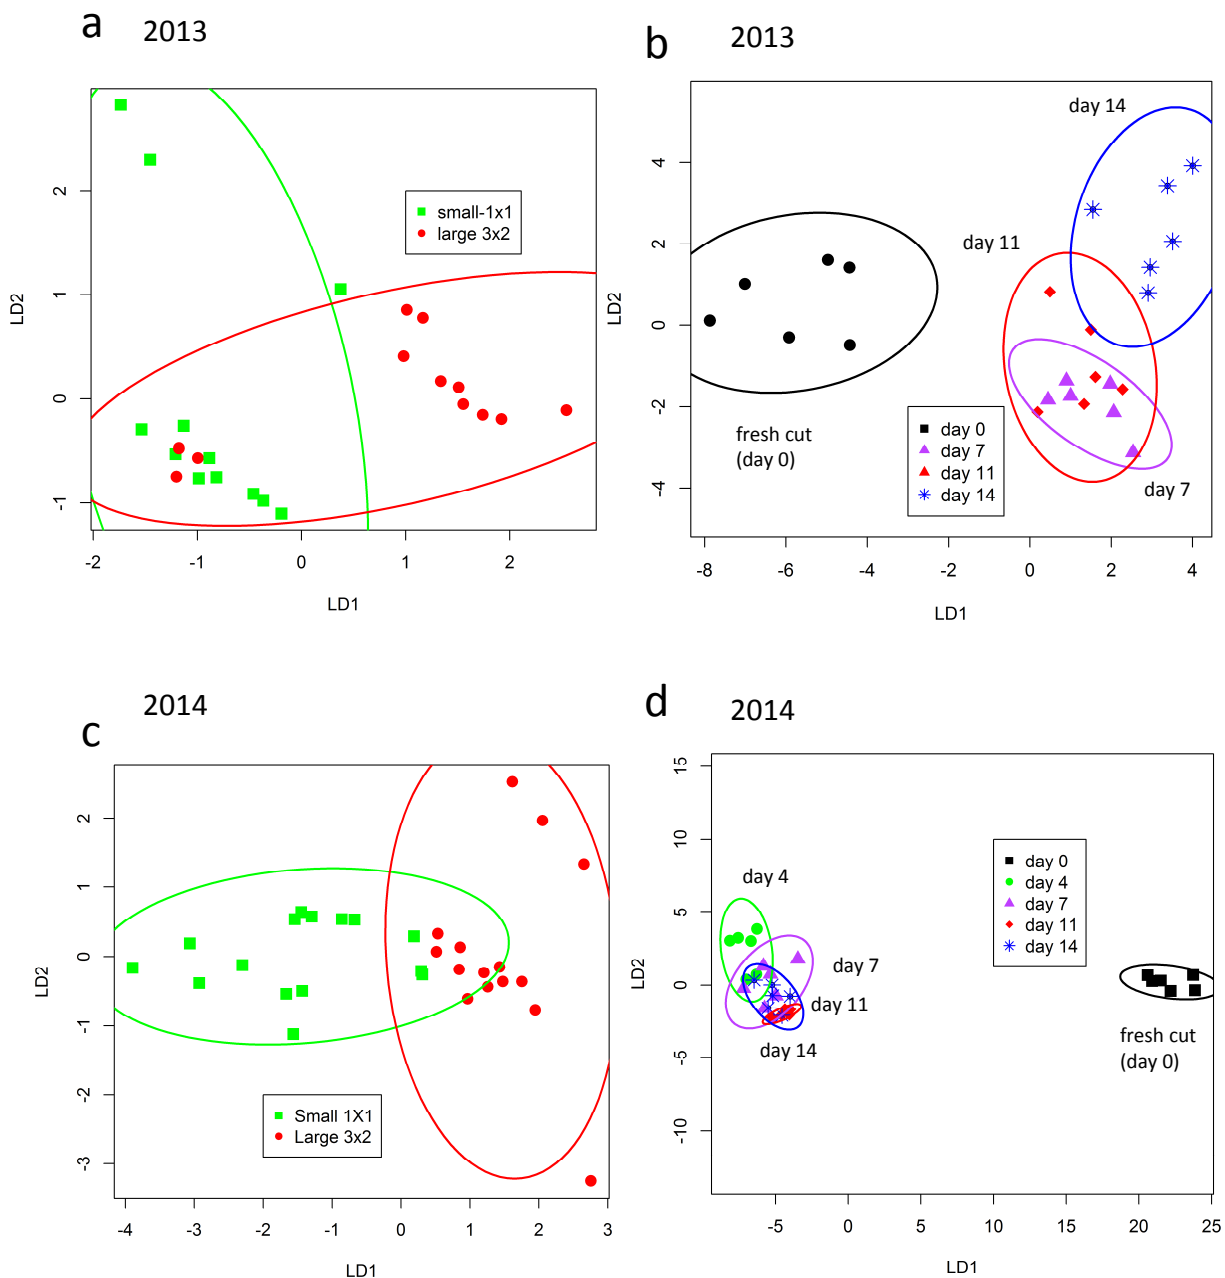 a 2013
2
1
0
-1
LD2
small-1x1
large 3x2
-2 -1 0 1 2
LD1
b 2013
4
2
0
-2
-4
LD2
day 14
day 11
fresh cut
(day 0)
day 0
day 7
day 11
day 14
day 7
-8 -6 -4 -2 0 2 4
LD1
c 2014
2
1
0
-1
-2
-3
LD2
Small 1X1
Large 3x2
-4 -3 -2 -1 0 1 2 3
LD1
d 2014
15
10
5
0
-5
-10
LD2
day 4
day 7
day 11
day 14
day 0
day 4
day 7
day 11
day 14
fresh cut
(day 0)
-5 0 5 10 15 20 25
LD1